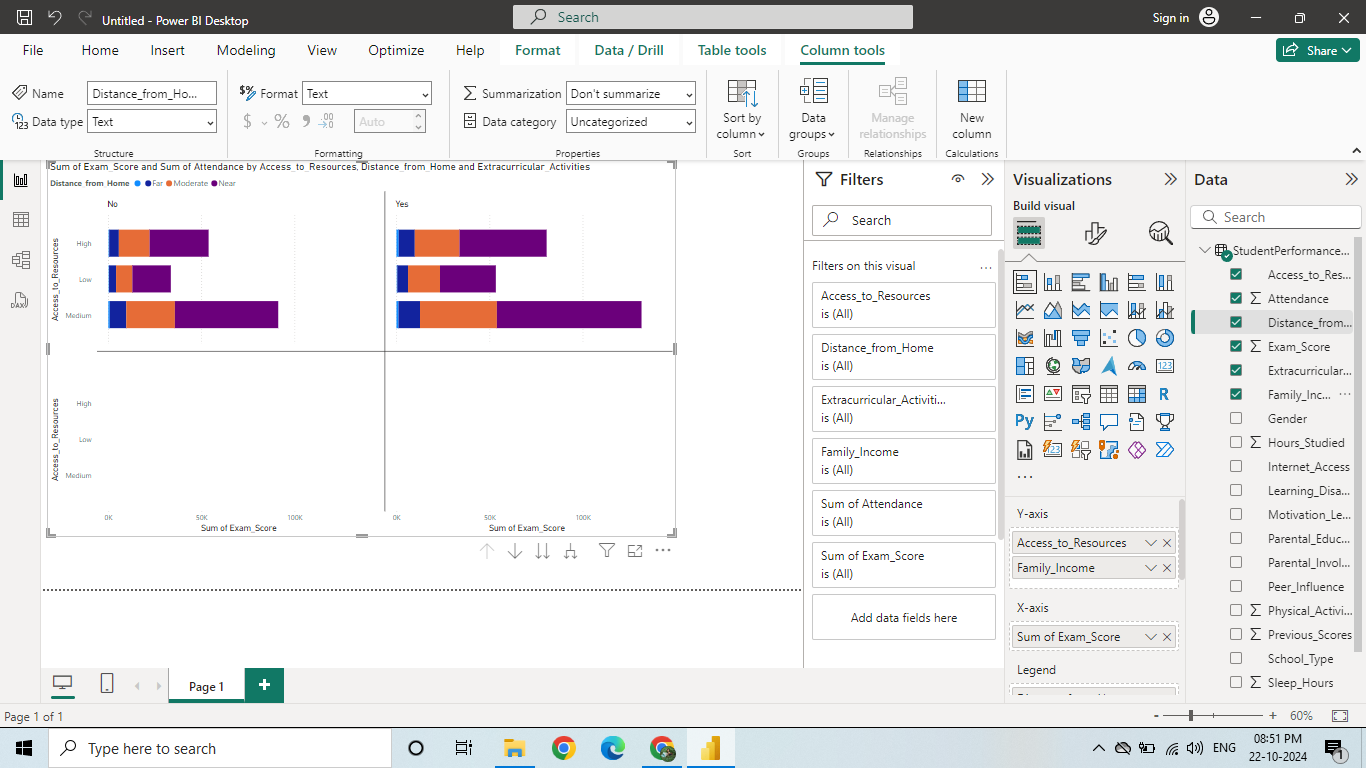 Untitled - Power BI Desktop
Search
Sign in
File
Home
Insert
Modeling
View
Optimize
Help
Format
Data / Drill
Table tools
Column tools
Share
Name
Distance_from_Ho...
Data type
Text
Structure
Format
Text
$
%
Auto
Formatting
Summarization
Don't summarize
Data category
Uncategorized
Properties
Sort by
column
Sort
Data
groups
Groups
Manage
relationships
Relationships
New
column
Calculations
Sum of Exam_Score and Sum of Attendance by Access_to_Resources, Distance_from_Home and Extracurricular_Activities
Distance_from_Home Far Moderate Near
No
Yes
Access_to_Resources
High
Low
Medium
Access_to_Resources
High
Low
Medium
0K 50K 100K
0K 50K 100K
Sum of Exam_Score
Sum of Exam_Score
Filters
Search
Filters on this visual
...
Access_to_Resources
is (All)
Distance_from_Home
is (All)
Extracurricular_Activiti...
is (All)
Family_Income
is (All)
Sum of Attendance
is (All)
Sum of Exam_Score
is (All)
Add data fields here
Visualizations
Build visual
R
Py
123
...
Y-axis
Access_to_Resources
Family_Income
X-axis
Sum of Exam_Score
Legend
Data
Search
StudentPerformance...
Access_to_Res...
Attendance
Distance_from...
Exam_Score
Extracurricular...
Family_Inc...
Gender
Hours_Studied
Internet_Access
Learning_Disa...
Motivation_Le...
Parental_Educ...
Parental_Invol...
Peer_Influence
Physical_Activi...
Previous_Scores
School_Type
Sleep_Hours
DAX
Page 1
+
Page 1 of 1
- + 60%
Type here to search
ENG
08:51 PM
22-10-2024
1